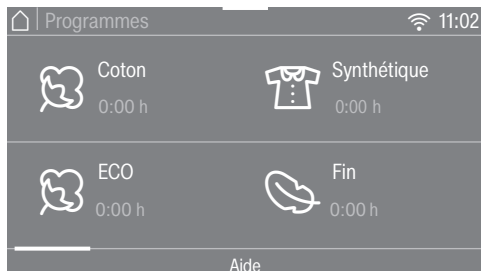 Programmes 11:02
Coton Synthétique
0:00 h 0:00 h
ECO Fin
0:00 h 0:00 h
Aide